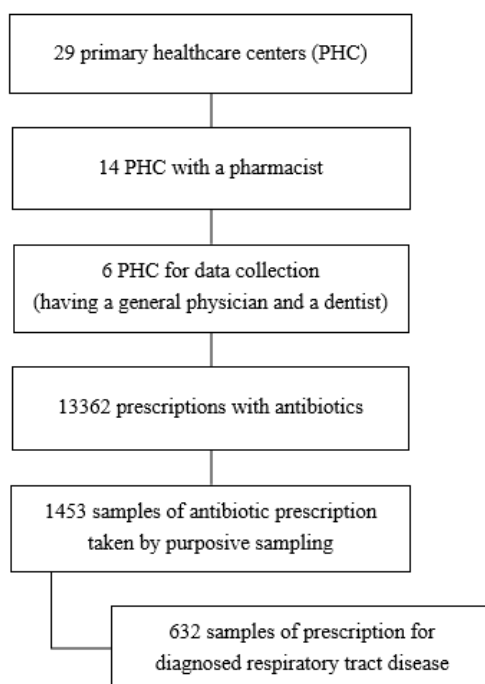 29 primary healthcare centers (PHC)
14 PHC with a pharmacist
6 PHC for data collection
(having a general physician and a dentist)
13362 prescriptions with antibiotics
1453 samples of antibiotic prescription
taken by purposive sampling
632 samples of prescription for
diagnosed respiratory tract disease